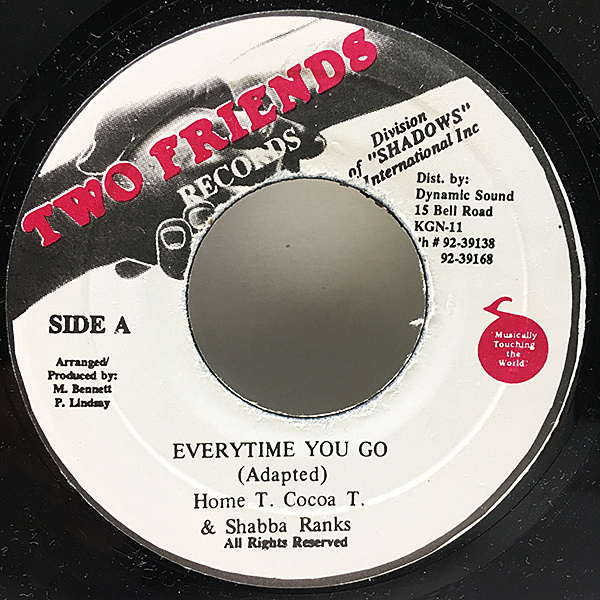 TWO FRIENDS
RECORDS
Division
of "SHADOWS"
International Inc
Dist. by:
Dynamic Sound
15 Bell Road
KGN-11
Ph # 92-39138
92-39168
SIDE A
Arranged/
Produced by:
M. Bennett
P. Lindsay
"Musically
Touching
the
World"
EVERYTIME YOU GO
(Adapted)
Home T. Cocoa T.
& Shabba Ranks
All Rights Reserved